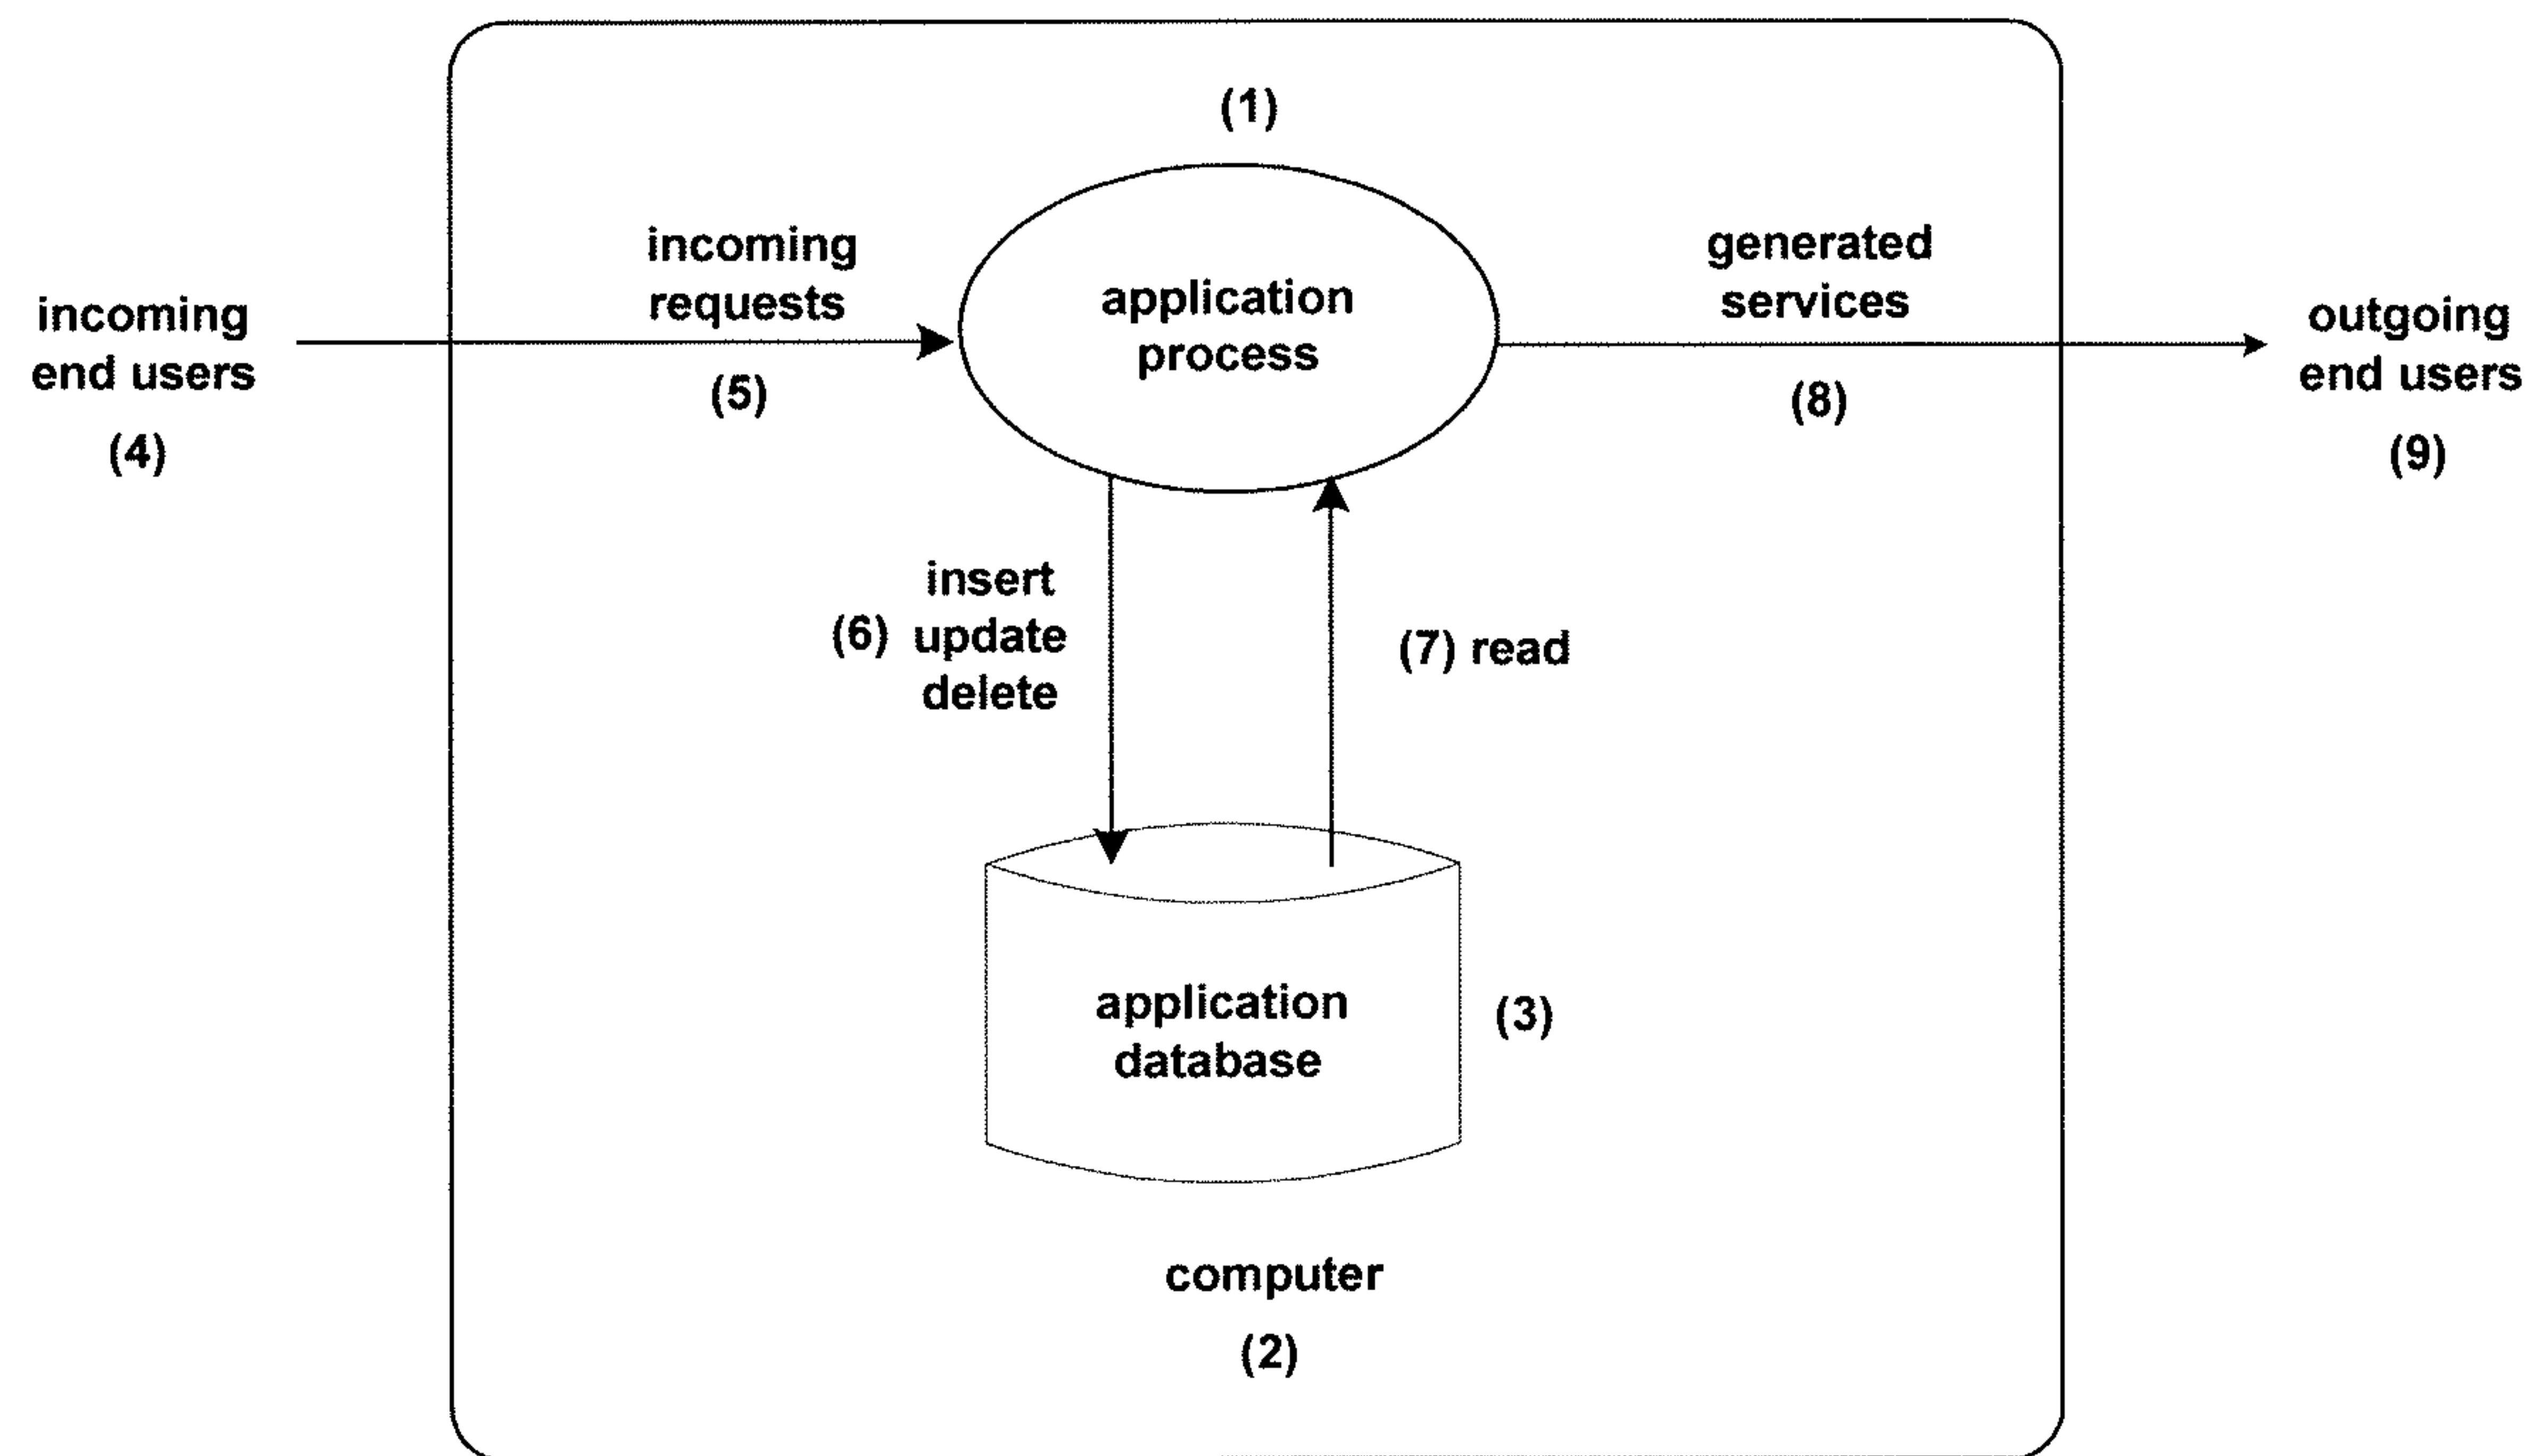 (1)
incoming
requests
(5)
application
process
generated
services
(8)
incoming
end users
(4)
outgoing
end users
(9)
(6) insert
update
delete
(7) read
application
database
(3)
computer
(2)